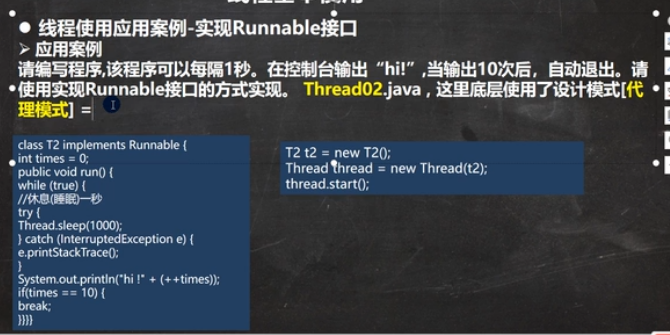 ● 线程使用应用案例-实现Runnable接口
➢ 应用案例
请编写程序,该程序可以每隔1秒。在控制台输出“hi!”,当输出10次后，自动退出。请
使用实现Runnable接口的方式实现。 Thread02.java，这里底层使用了设计模式[代
理模式] =
class T2 implements Runnable {
int times = 0;
public void run() {
while (true) {
//休息(睡眠)一秒
try {
Thread.sleep(1000);
} catch (InterruptedException e) {
e.printStackTrace();
}
System.out.println("hi !" + (++times));
if(times == 10) {
break;
}}}}
T2 t2 = new T2();
Thread thread = new Thread(t2);
thread.start();